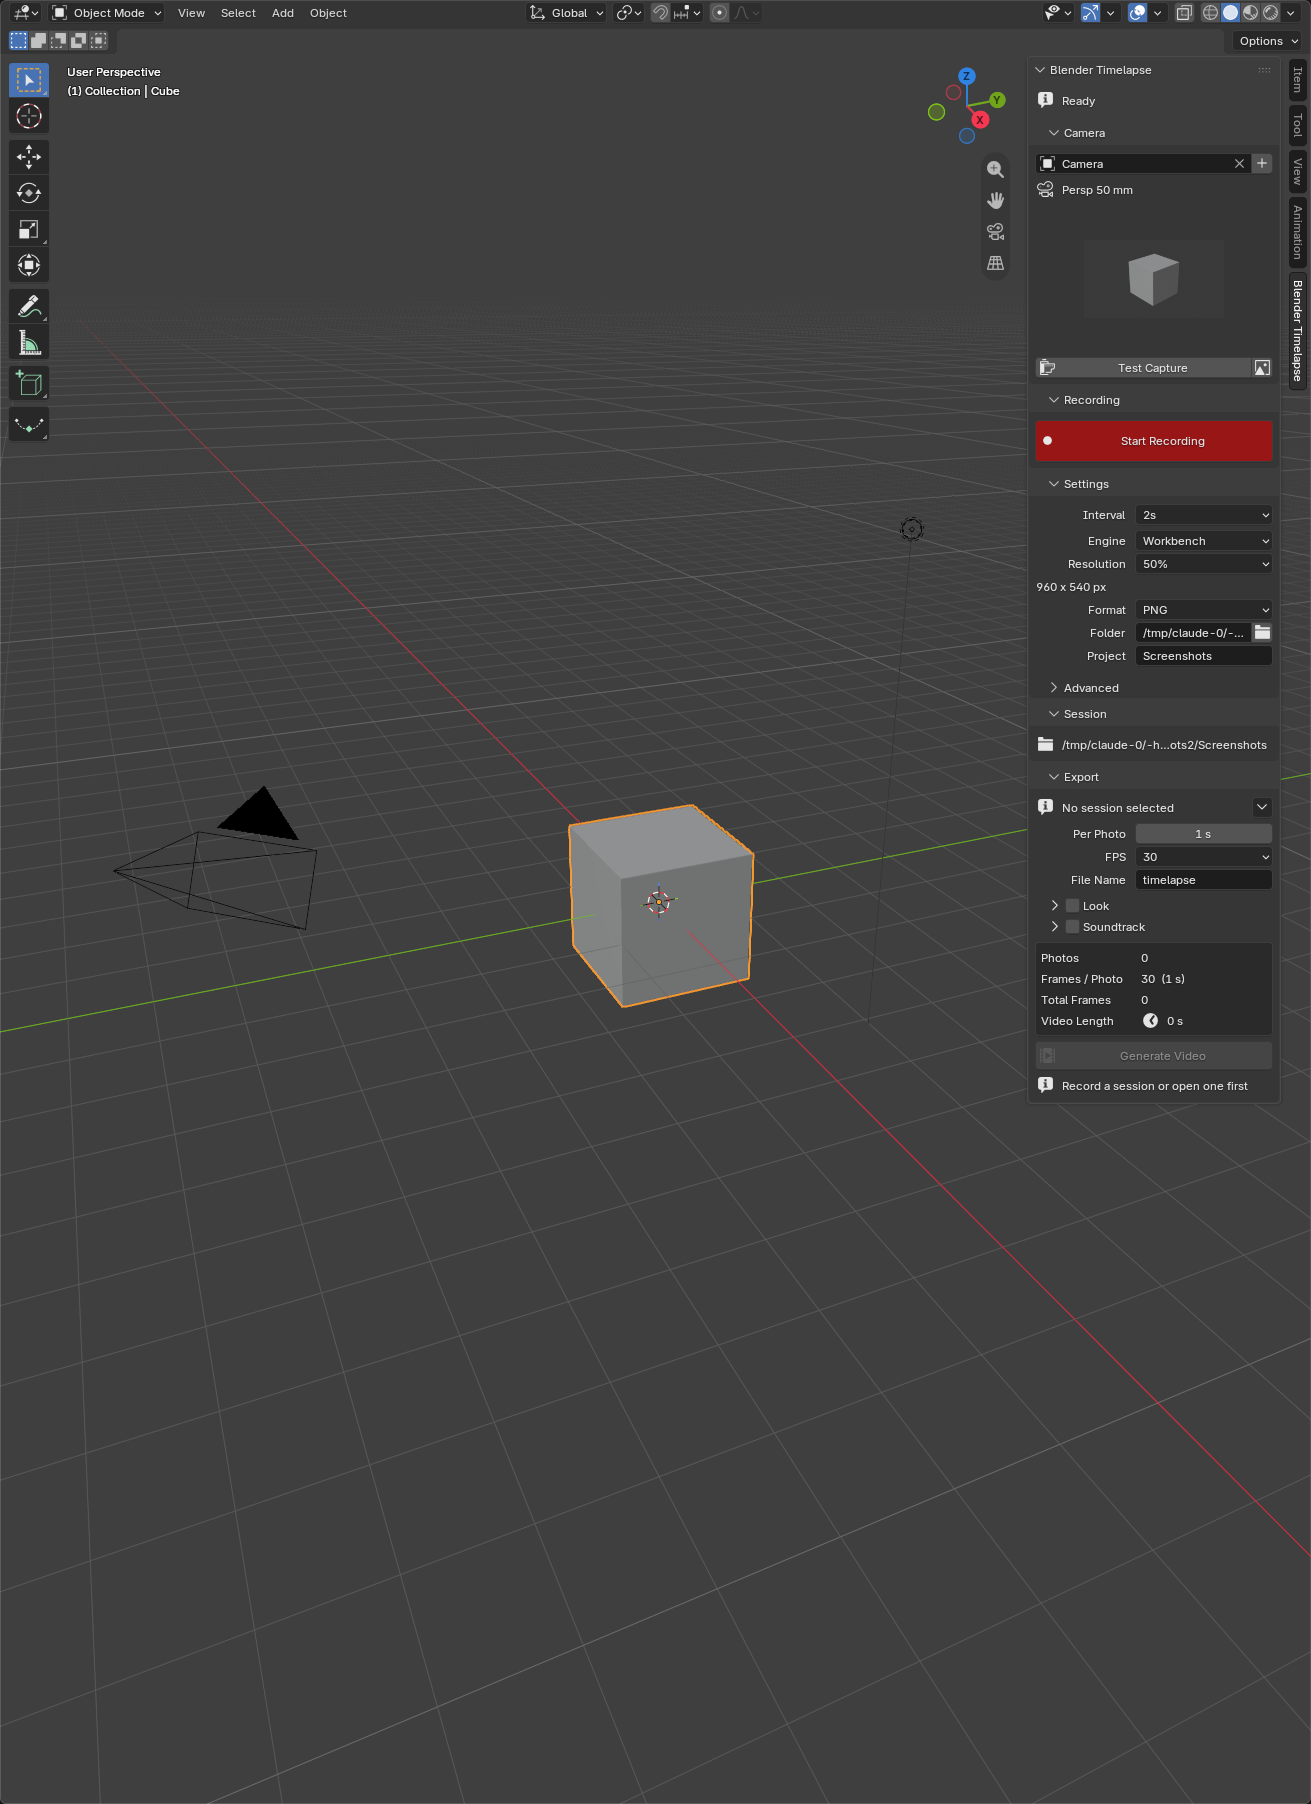 Object Mode View Select Add Object Global
Options
User Perspective
(1) Collection | Cube
Z
Y
X
Blender Timelapse
Ready
Camera
Camera
Persp 50 mm
Test Capture
Recording
Start Recording
Settings
Interval 2s
Engine Workbench
Resolution 50%
960 x 540 px
Format PNG
Folder /tmp/claude-0/-...
Project Screenshots
Advanced
Session
/tmp/claude-0/-h...ots2/Screenshots
Export
No session selected
Per Photo 1 s
FPS 30
File Name timelapse
Look
Soundtrack
Photos 0
Frames / Photo 30 (1 s)
Total Frames 0
Video Length 0 s
Generate Video
Record a session or open one first
Item
Tool
View
Animation
Blender Timelapse